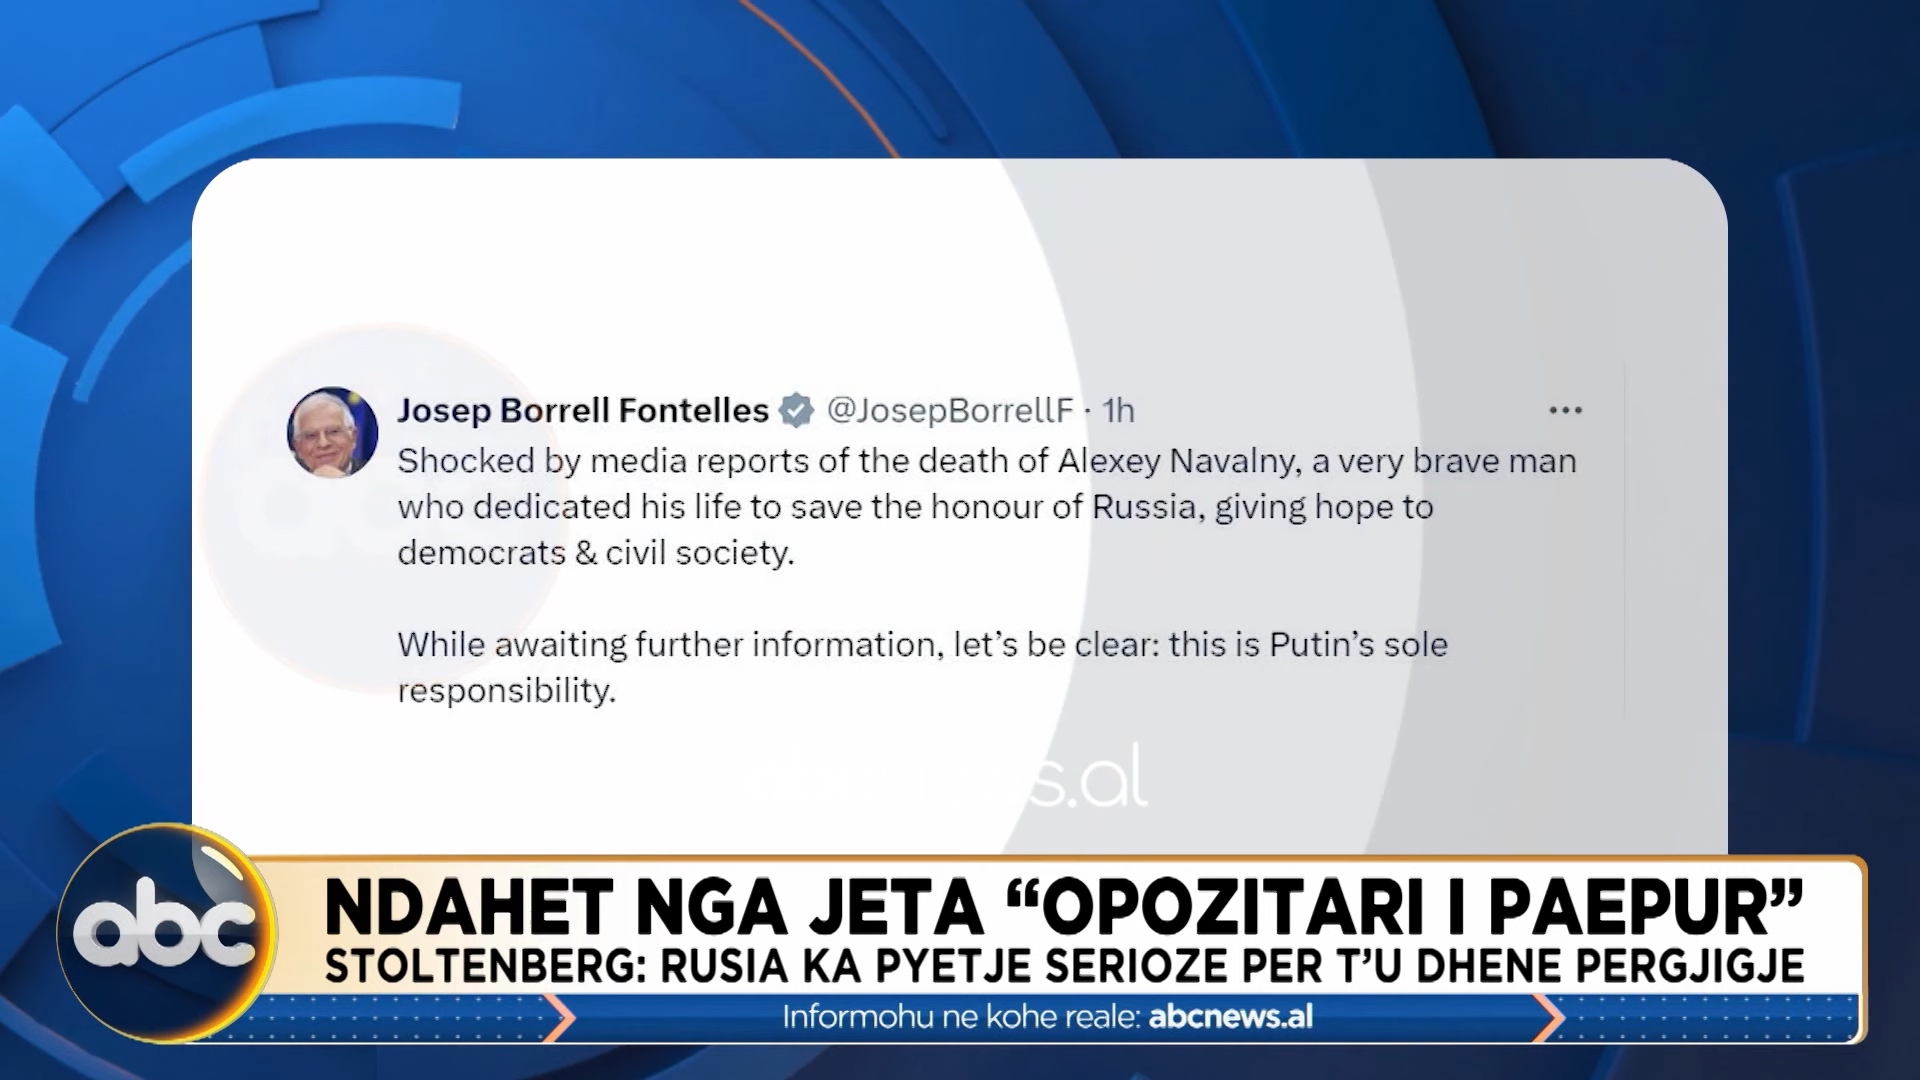 Josep Borrell Fontelles @JosepBorrellF · 1h
Shocked by media reports of the death of Alexey Navalny, a very brave man
who dedicated his life to save the honour of Russia, giving hope to
democrats & civil society.
While awaiting further information, let’s be clear: this is Putin’s sole
responsibility.
s.al
abc
NDAHET NGA JETA “OPOZITARI I PAEPUR”
STOLTENBERG: RUSIA KA PYETJE SERIOZE PER T’U DHENE PERGJIGJE
Informohu ne kohe reale: abcnews.al